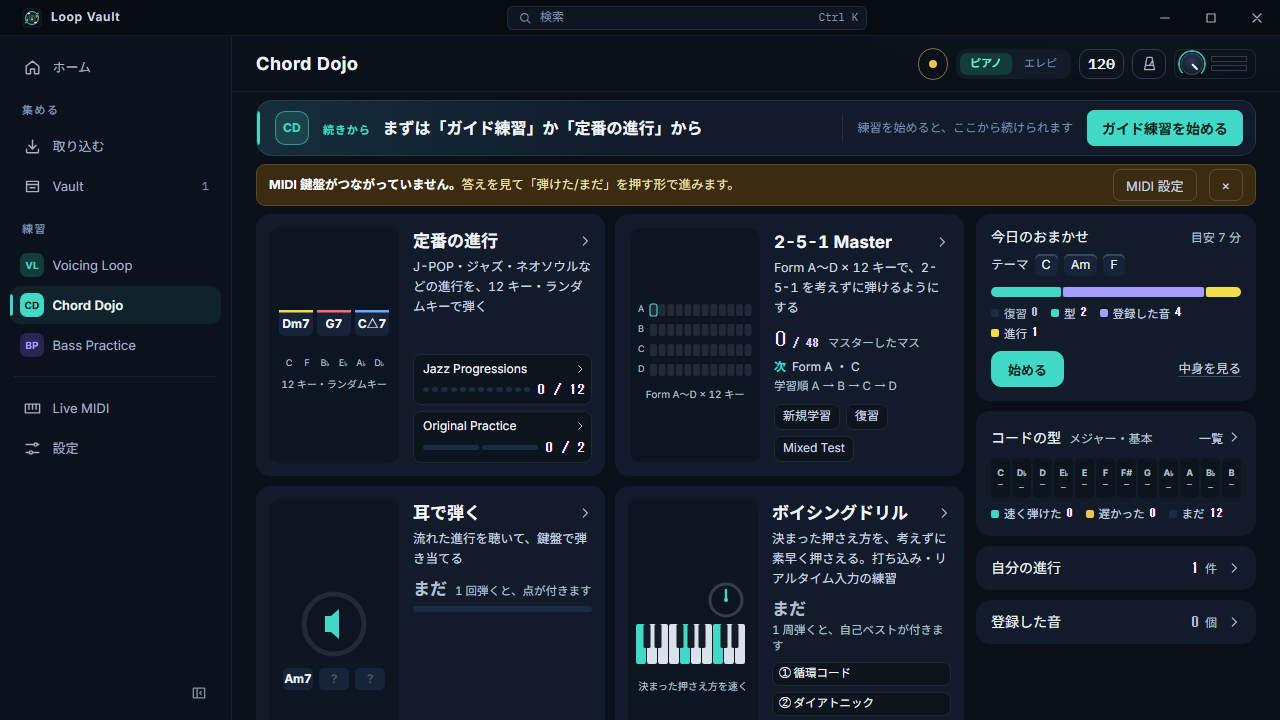 Loop Vault
検索
Ctrl K
ホーム
集める
取り込む
Vault
1
練習
VL
Voicing Loop
CD
Chord Dojo
BP
Bass Practice
Live MIDI
設定
Chord Dojo
ピアノ
エレピ
120
CD
続きから
まずは「ガイド練習」か「定番の進行」から
練習を始めると、ここから続けられます
ガイド練習を始める
MIDI 鍵盤がつながっていません。答えを見て「弾けた/まだ」を押す形で進みます。
MIDI 設定
×
Dm7 G7 C△7
C F B♭ E♭ A♭ D♭
12 キー・ランダムキー
定番の進行
J-POP・ジャズ・ネオソウルな
どの進行を、12 キー・ランダ
ムキーで弾く
Jazz Progressions
0 / 12
Original Practice
0 / 2
A
B
C
D
Form A〜D × 12 キー
2-5-1 Master
Form A〜D × 12 キーで、2-
5-1 を考えずに弾けるように
する
0 / 48 マスターしたマス
次 Form A ・ C
学習順 A → B → C → D
新規学習
復習
Mixed Test
今日のおまかせ
目安 7 分
テーマ C Am F
復習 0 型 2 登録した音 4
進行 1
始める
中身を見る
コードの型 メジャー・基本
一覧
C D♭ D E♭ E F F# G A♭ A B♭ B
– – – – – – – – – – – –
速く弾けた 0 遅かった 0 まだ 12
自分の進行
1 件
登録した音
0 個
Am7 ? ?
耳で弾く
流れた進行を聴いて、鍵盤で弾
き当てる
まだ 1 回弾くと、点が付きます
決まった押さえ方を速く
ボイシングドリル
決まった押さえ方を、考えずに
素早く押さえる。打ち込み・リ
アルタイム入力の練習
まだ
1 周弾くと、自己ベストが付きま
す
① 循環コード
② ダイアトニック